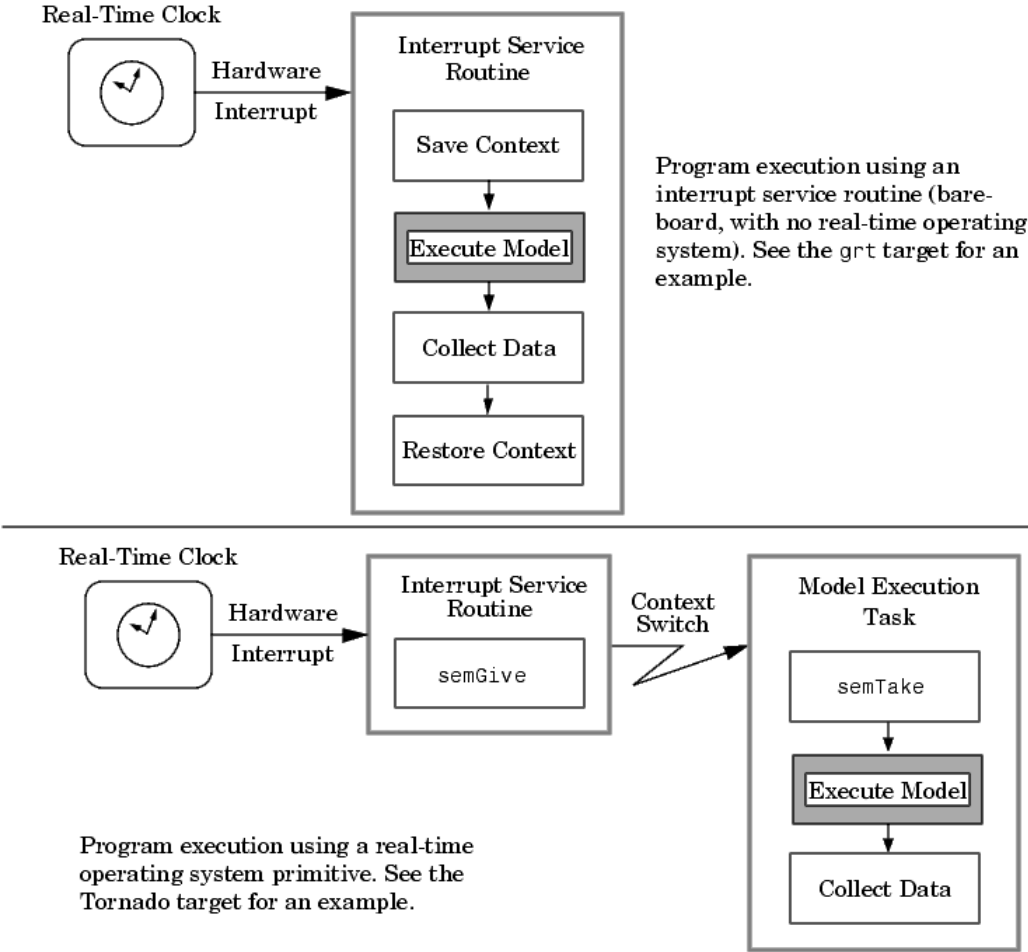 Real-Time Clock
Hardware
Interrupt
Interrupt Service
Routine
Save Context
Execute Model
Collect Data
Restore Context
Program execution using an
interrupt service routine (bare-
board, with no real-time operating
system). See the grt target for an
example.
Real-Time Clock
Hardware
Interrupt
Interrupt Service
Routine
semGive
Context
Switch
Model Execution
Task
semTake
Execute Model
Collect Data
Program execution using a real-time
operating system primitive. See the
Tornado target for an example.